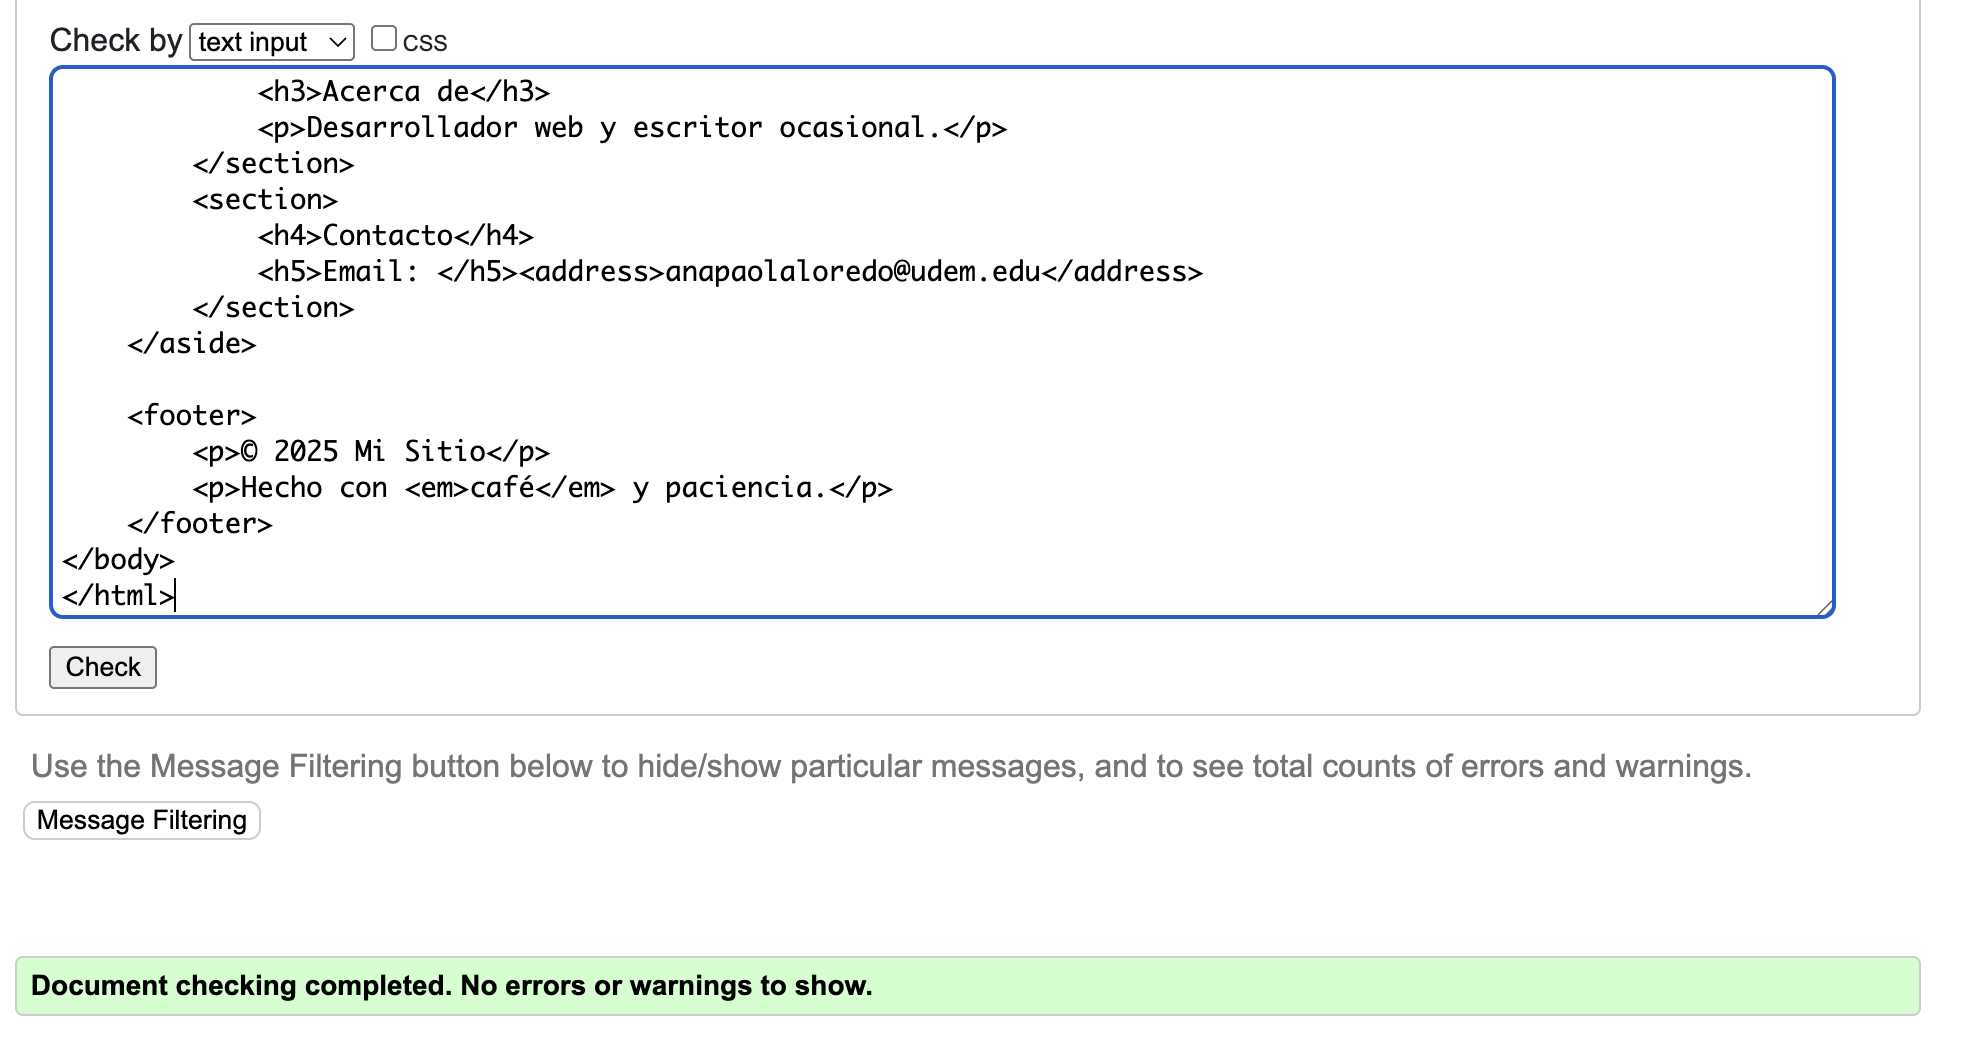 Check by text input css
<h3>Acerca de</h3>
<p>Desarrollador web y escritor ocasional.</p>
</section>
<section>
<h4>Contacto</h4>
<h5>Email: </h5><address>anapaolaloredo@udem.edu</address>
</section>
</aside>
<footer>
<p>© 2025 Mi Sitio</p>
<p>Hecho con <em>café</em> y paciencia.</p>
</footer>
</body>
</html>
Check
Use the Message Filtering button below to hide/show particular messages, and to see total counts of errors and warnings.
Message Filtering
Document checking completed. No errors or warnings to show.